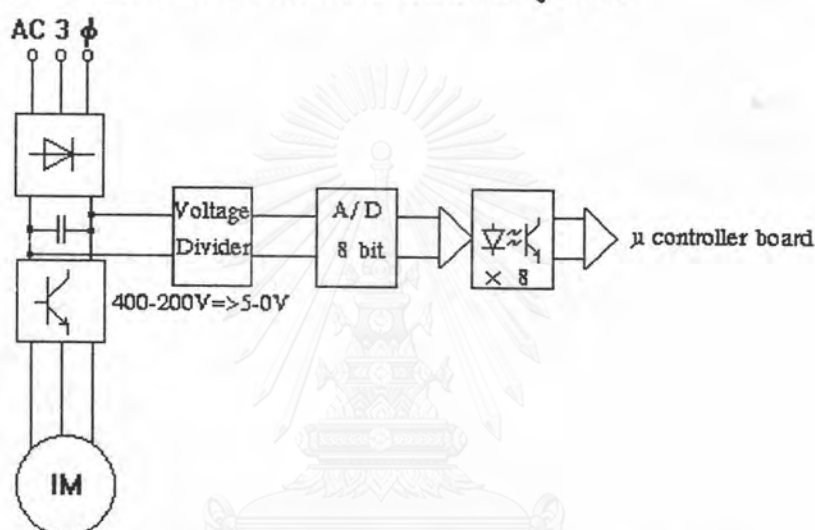 AC 3 ϕ
Voltage
Divider
A/D
8 bit
× 8
µ controller board
400-200V=>5-0V
IM